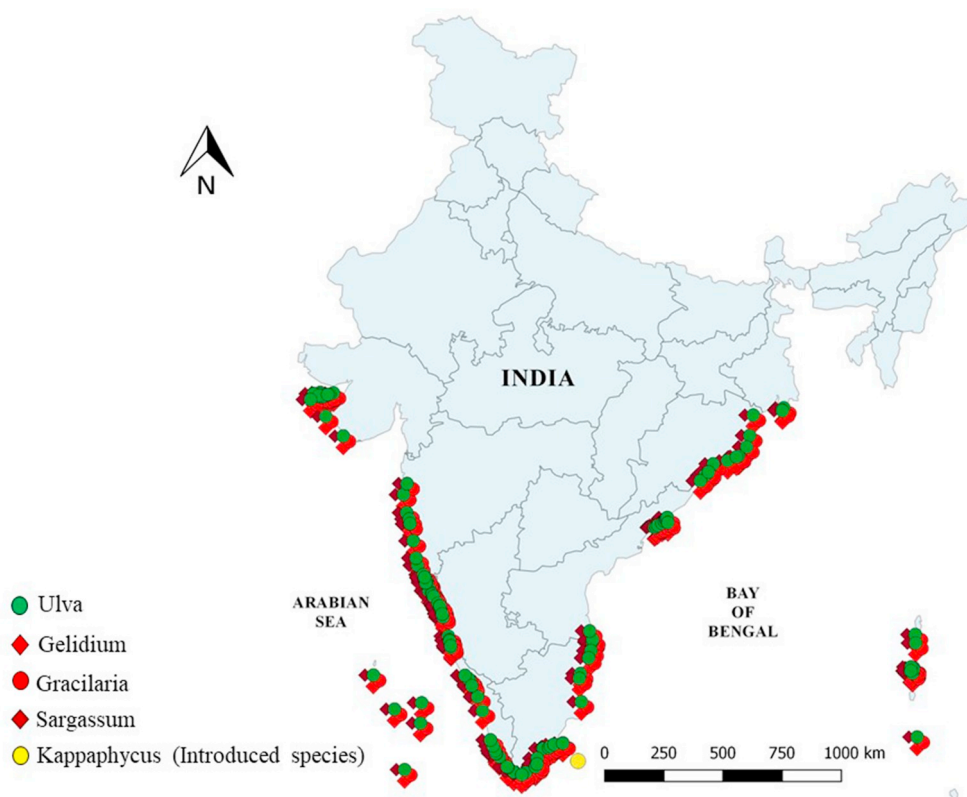 N
INDIA
ARABIAN
SEA
BAY
OF
BENGAL
Ulva
Gelidium
Gracilaria
Sargassum
Kappaphycus (Introduced species)
0 250 500 750 1000 km